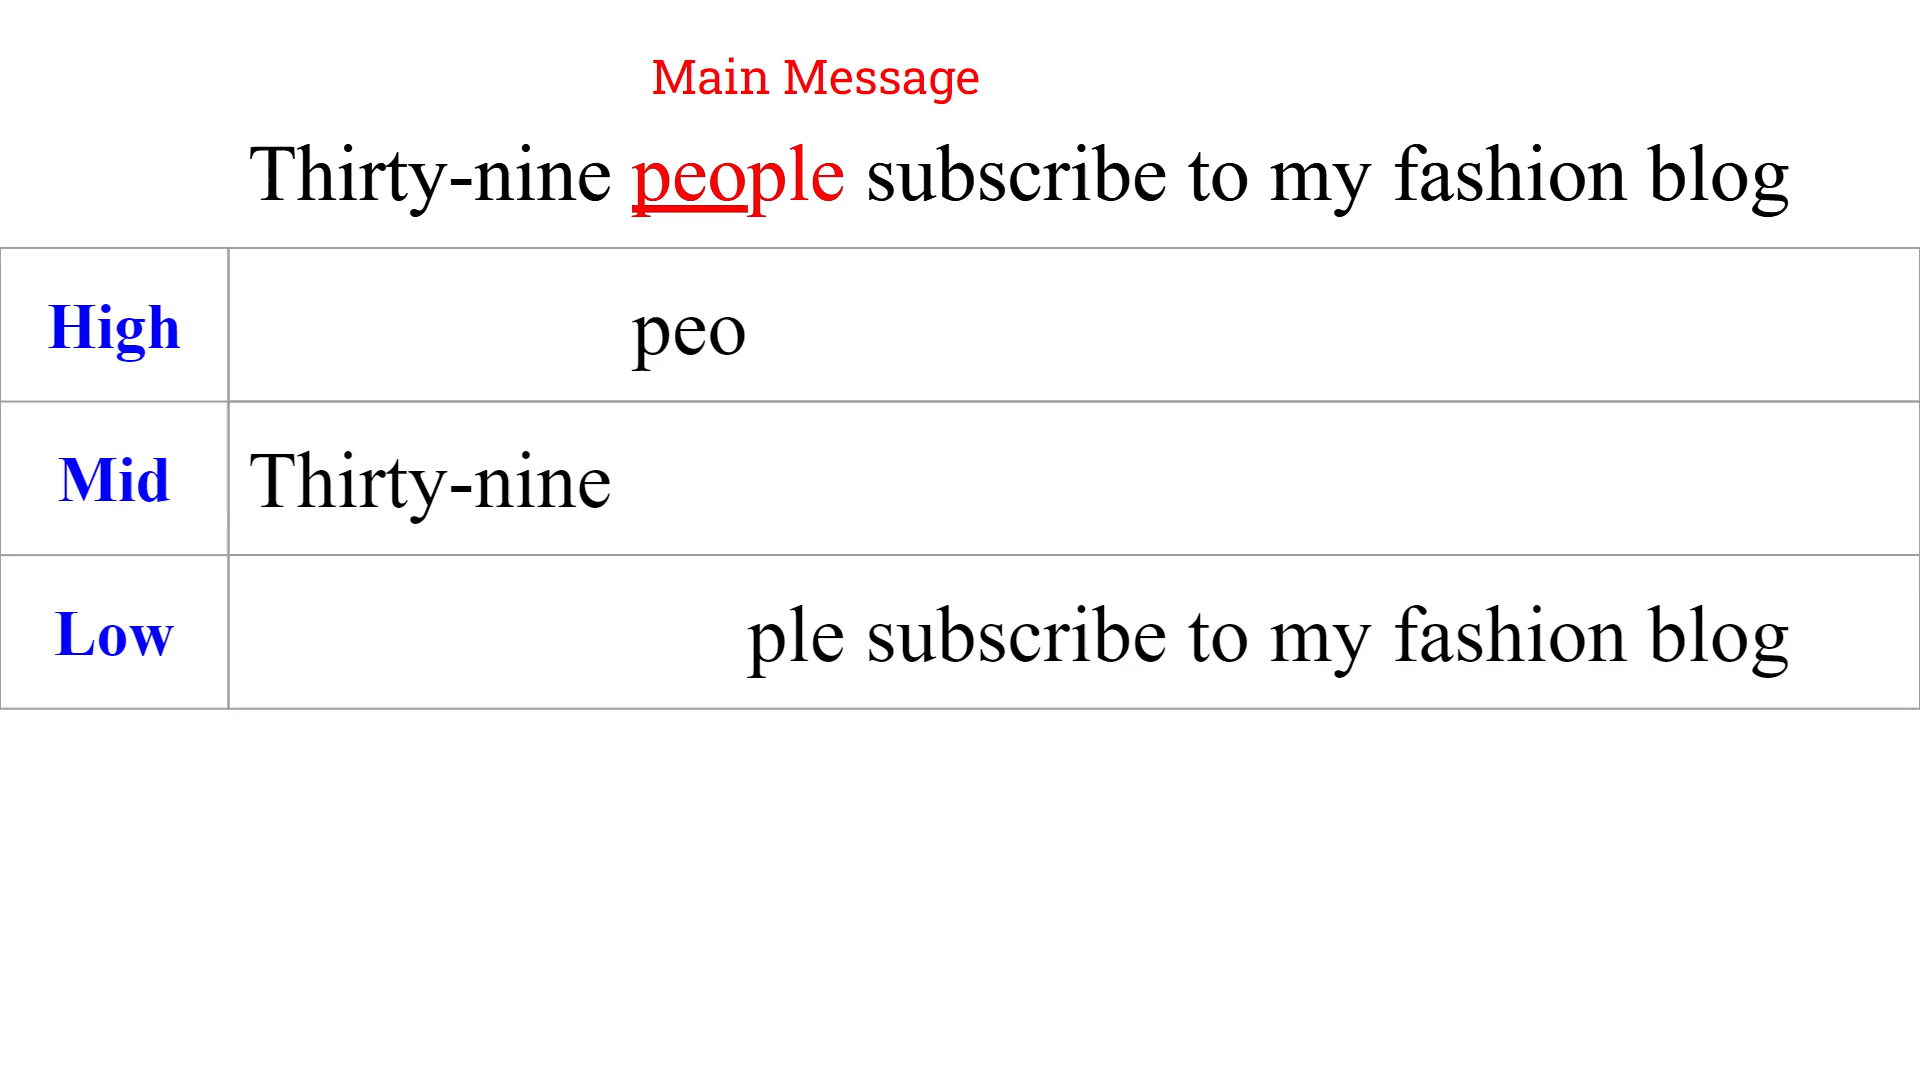 Main Message
Thirty-nine people subscribe to my fashion blog
High peo
Mid Thirty-nine
Low ple subscribe to my fashion blog